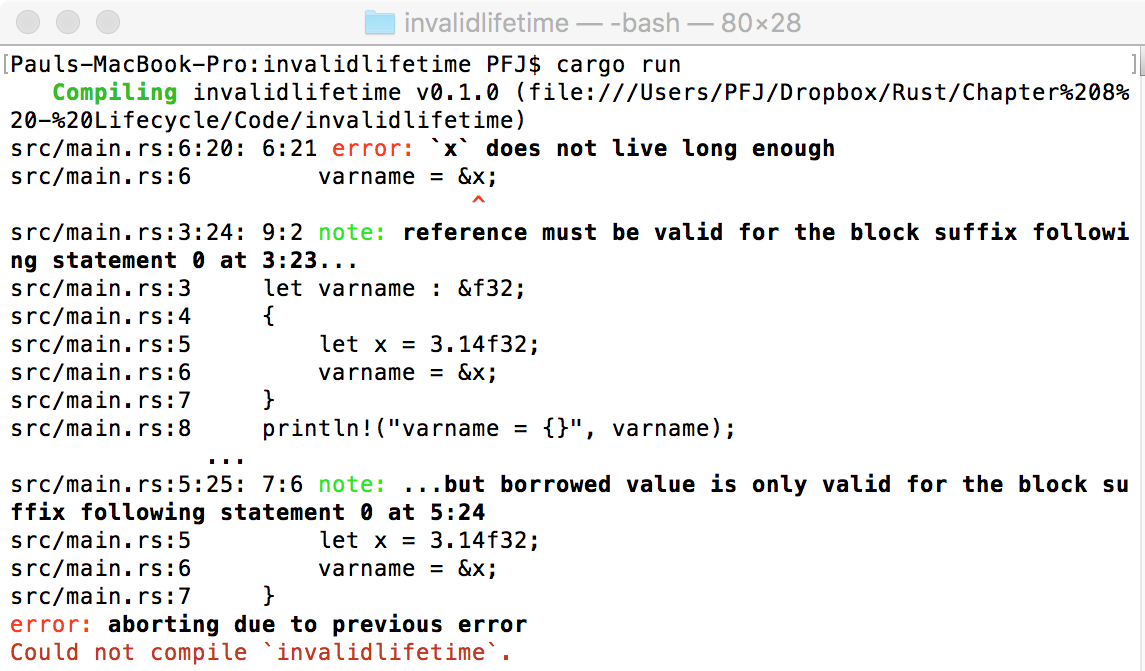 invalidlifetime — -bash — 80×28
[Pauls-MacBook-Pro:invalidlifetime PFJ$ cargo run ]
   Compiling invalidlifetime v0.1.0 (file:///Users/PFJ/Dropbox/Rust/Chapter%208%
20-%20Lifecycle/Code/invalidlifetime)
src/main.rs:6:20: 6:21 error: `x` does not live long enough
src/main.rs:6         varname = &x;
                                 ^
src/main.rs:3:24: 9:2 note: reference must be valid for the block suffix followi
ng statement 0 at 3:23...
src/main.rs:3     let varname : &f32;
src/main.rs:4     {
src/main.rs:5         let x = 3.14f32;
src/main.rs:6         varname = &x;
src/main.rs:7     }
src/main.rs:8     println!("varname = {}", varname);
              ...
src/main.rs:5:25: 7:6 note: ...but borrowed value is only valid for the block su
ffix following statement 0 at 5:24
src/main.rs:5         let x = 3.14f32;
src/main.rs:6         varname = &x;
src/main.rs:7     }
error: aborting due to previous error
Could not compile `invalidlifetime`.